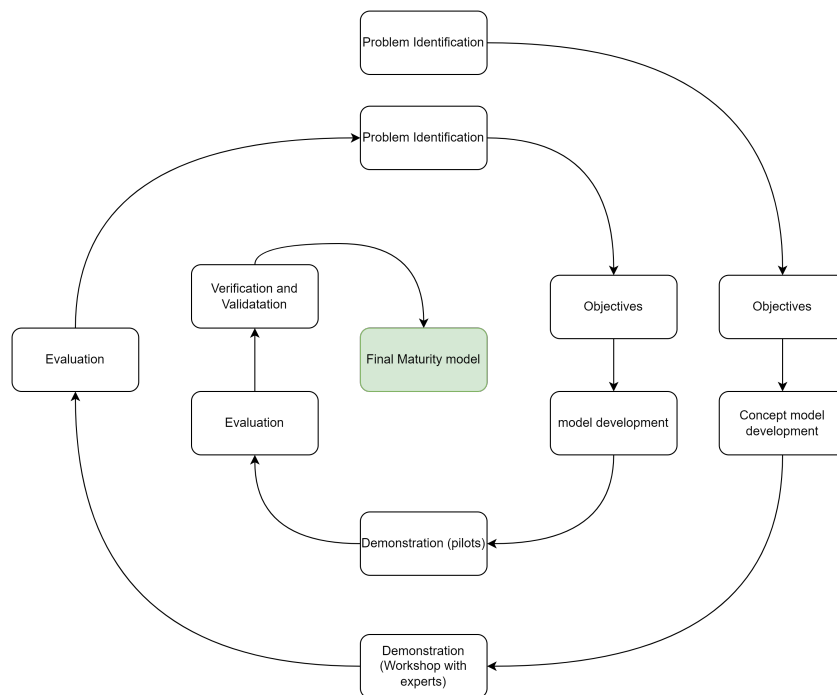 Problem Identification
Problem Identification
Verification and
Validatation
Objectives
Objectives
Evaluation
Final Maturity model
Evaluation
model development
Concept model
development
Demonstration (pilots)
Demonstration
(Workshop with
experts)